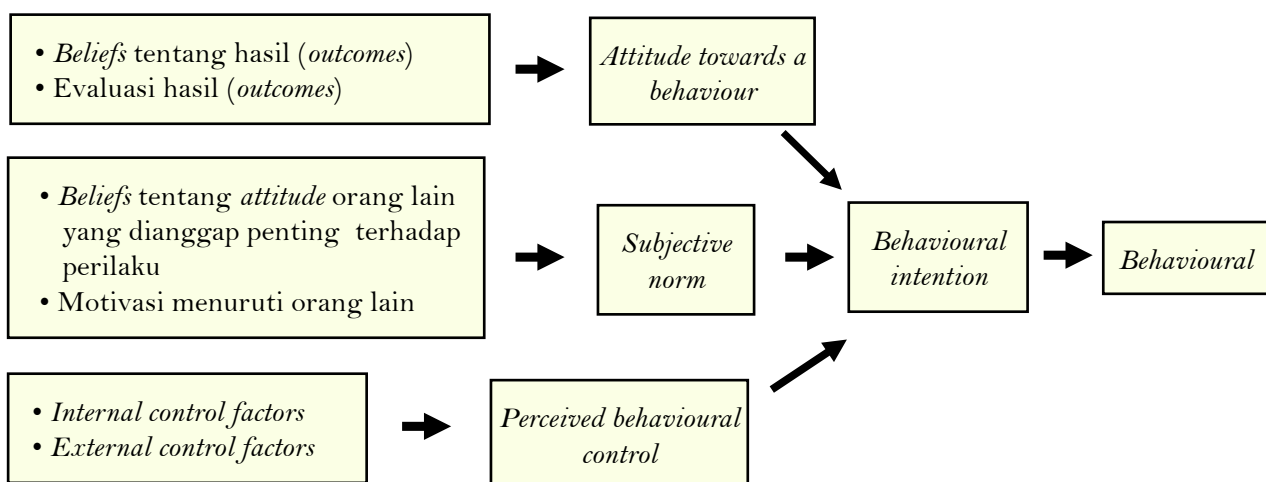 • Beliefs tentang hasil (outcomes)
• Evaluasi hasil (outcomes)
Attitude towards a
behaviour
• Beliefs tentang attitude orang lain
yang dianggap penting terhadap
perilaku
• Motivasi menuruti orang lain
Subjective
norm
Behavioural
intention
Behavioural
• Internal control factors
• External control factors
Perceived behavioural
control